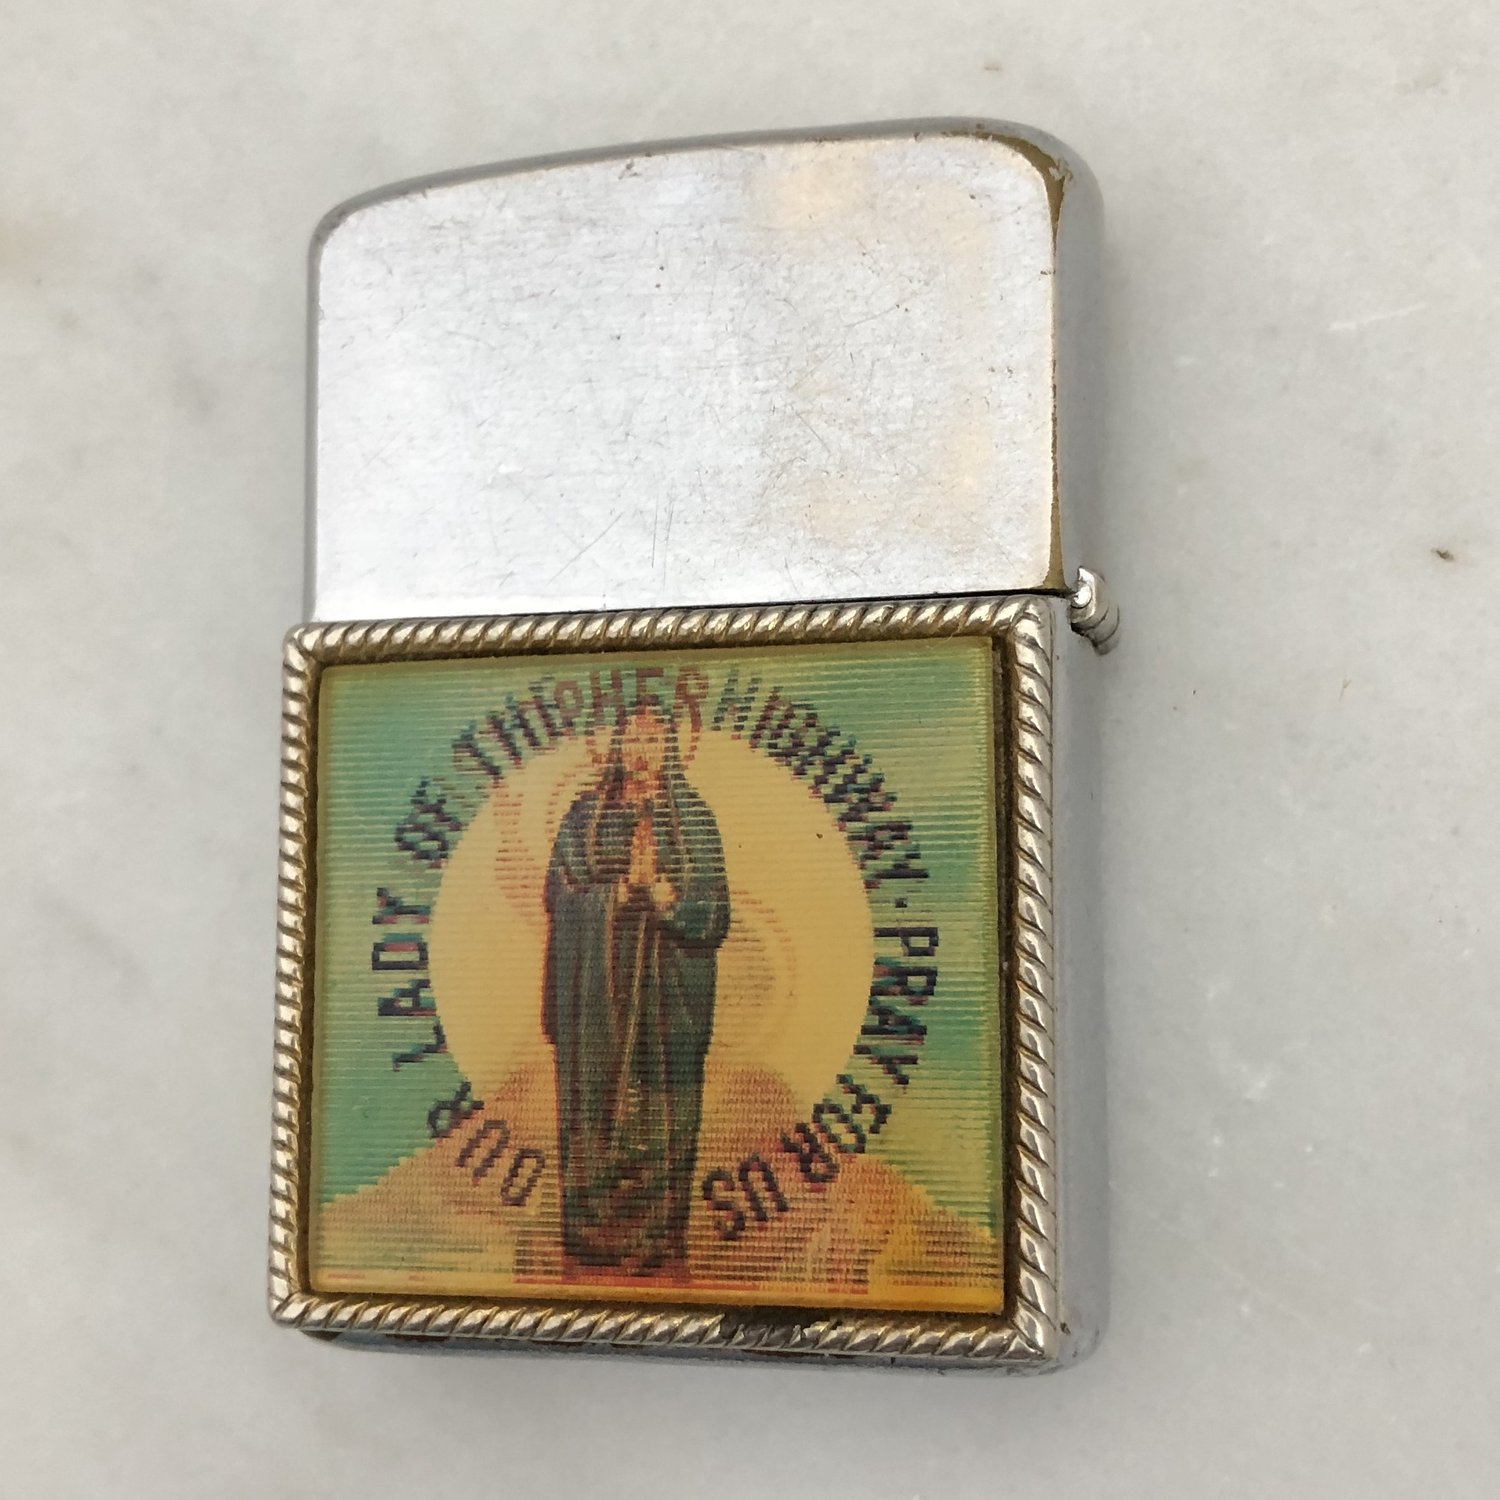 OUR LADY OF THE HIGHWAY · PRAY FOR US